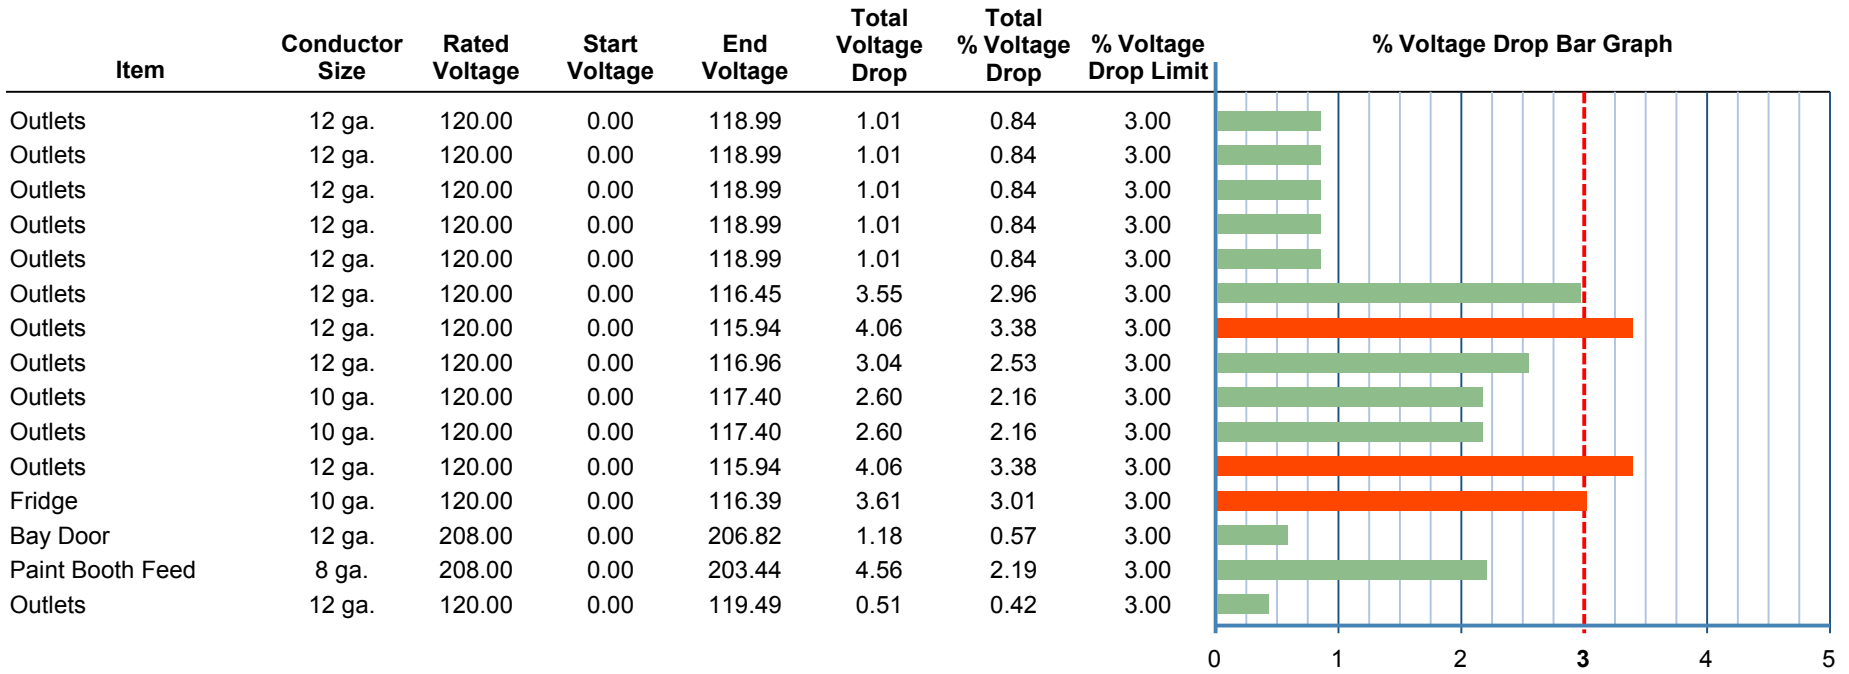 Item Conductor Size Rated Voltage Start Voltage End Voltage Total Voltage Drop Total % Voltage Drop % Voltage Drop Limit % Voltage Drop Bar Graph
Outlets 12 ga. 120.00 0.00 118.99 1.01 0.84 3.00
Outlets 12 ga. 120.00 0.00 118.99 1.01 0.84 3.00
Outlets 12 ga. 120.00 0.00 118.99 1.01 0.84 3.00
Outlets 12 ga. 120.00 0.00 118.99 1.01 0.84 3.00
Outlets 12 ga. 120.00 0.00 118.99 1.01 0.84 3.00
Outlets 12 ga. 120.00 0.00 116.45 3.55 2.96 3.00
Outlets 12 ga. 120.00 0.00 115.94 4.06 3.38 3.00
Outlets 12 ga. 120.00 0.00 116.96 3.04 2.53 3.00
Outlets 10 ga. 120.00 0.00 117.40 2.60 2.16 3.00
Outlets 10 ga. 120.00 0.00 117.40 2.60 2.16 3.00
Outlets 12 ga. 120.00 0.00 115.94 4.06 3.38 3.00
Fridge 10 ga. 120.00 0.00 116.39 3.61 3.01 3.00
Bay Door 12 ga. 208.00 0.00 206.82 1.18 0.57 3.00
Paint Booth Feed 8 ga. 208.00 0.00 203.44 4.56 2.19 3.00
Outlets 12 ga. 120.00 0.00 119.49 0.51 0.42 3.00
0 1 2 3 4 5